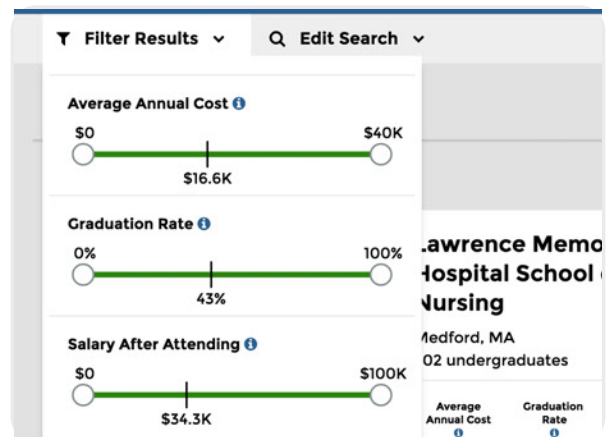 Filter Results
Edit Search
Average Annual Cost
$0 $40K
$16.6K
Graduation Rate
0% 100%
43%
Salary After Attending
$0 $100K
$34.3K
awrence Memo
Hospital School
Nursing
Medford, MA
02 undergraduates
Average Graduation
Annual Cost Rate